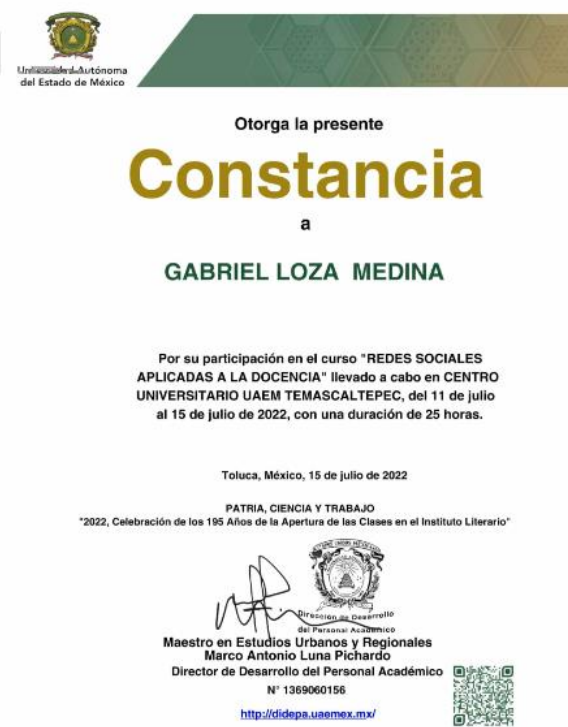 Universidad Autónoma
del Estado de México
Otorga la presente
Constancia
a
GABRIEL LOZA MEDINA
Por su participación en el curso "REDES SOCIALES
APLICADAS A LA DOCENCIA" llevado a cabo en CENTRO
UNIVERSITARIO UAEM TEMASCALTEPEC, del 11 de julio
al 15 de julio de 2022, con una duración de 25 horas.
Toluca, México, 15 de julio de 2022
PATRIA, CIENCIA Y TRABAJO
"2022, Celebración de los 195 Años de la Apertura de las Clases en el Instituto Literario"
Dirección de Desarrollo
del Personal Académico
Maestro en Estudios Urbanos y Regionales
Marco Antonio Luna Pichardo
Director de Desarrollo del Personal Académico
N° 1369060156
http://didepa.uaemex.mx/